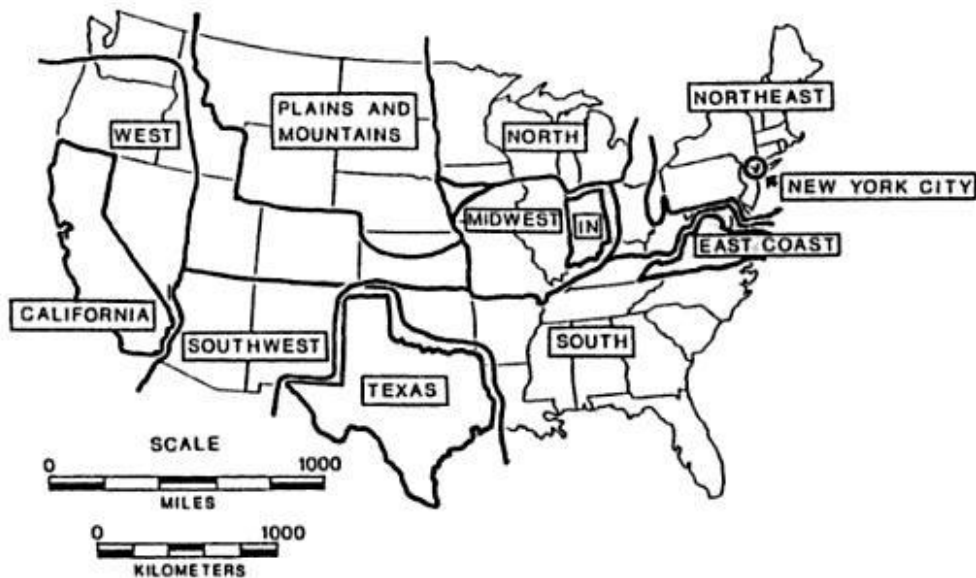 NORTHEAST
PLAINS AND
MOUNTAINS
WEST
NORTH
NEW YORK CITY
MIDWEST
IN
EAST COAST
CALIFORNIA
SOUTHWEST
SOUTH
TEXAS
SCALE
0 1000
MILES
0 1000
KILOMETERS